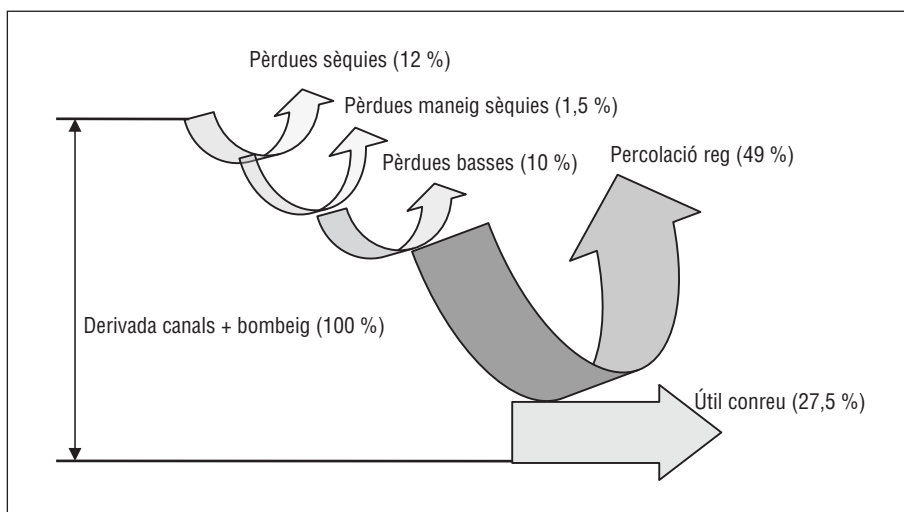 Pèrdues sèquies (12 %)
Pèrdues maneig sèquies (1,5 %)
Pèrdues basses (10 %)
Percolació reg (49 %)
Derivada canals + bombeig (100 %)
Útil conreu (27,5 %)